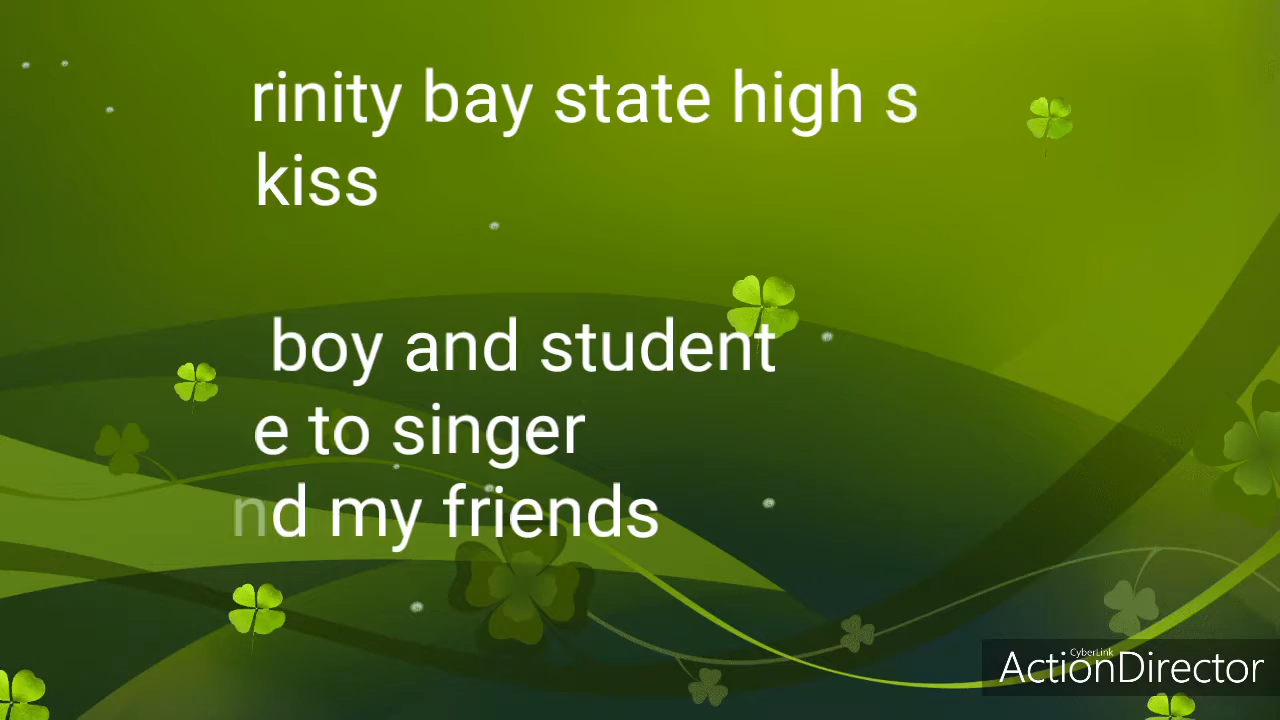 rinity bay state high s
kiss
boy and student
e to singer
nd my friends
CyberLink
ActionDirector